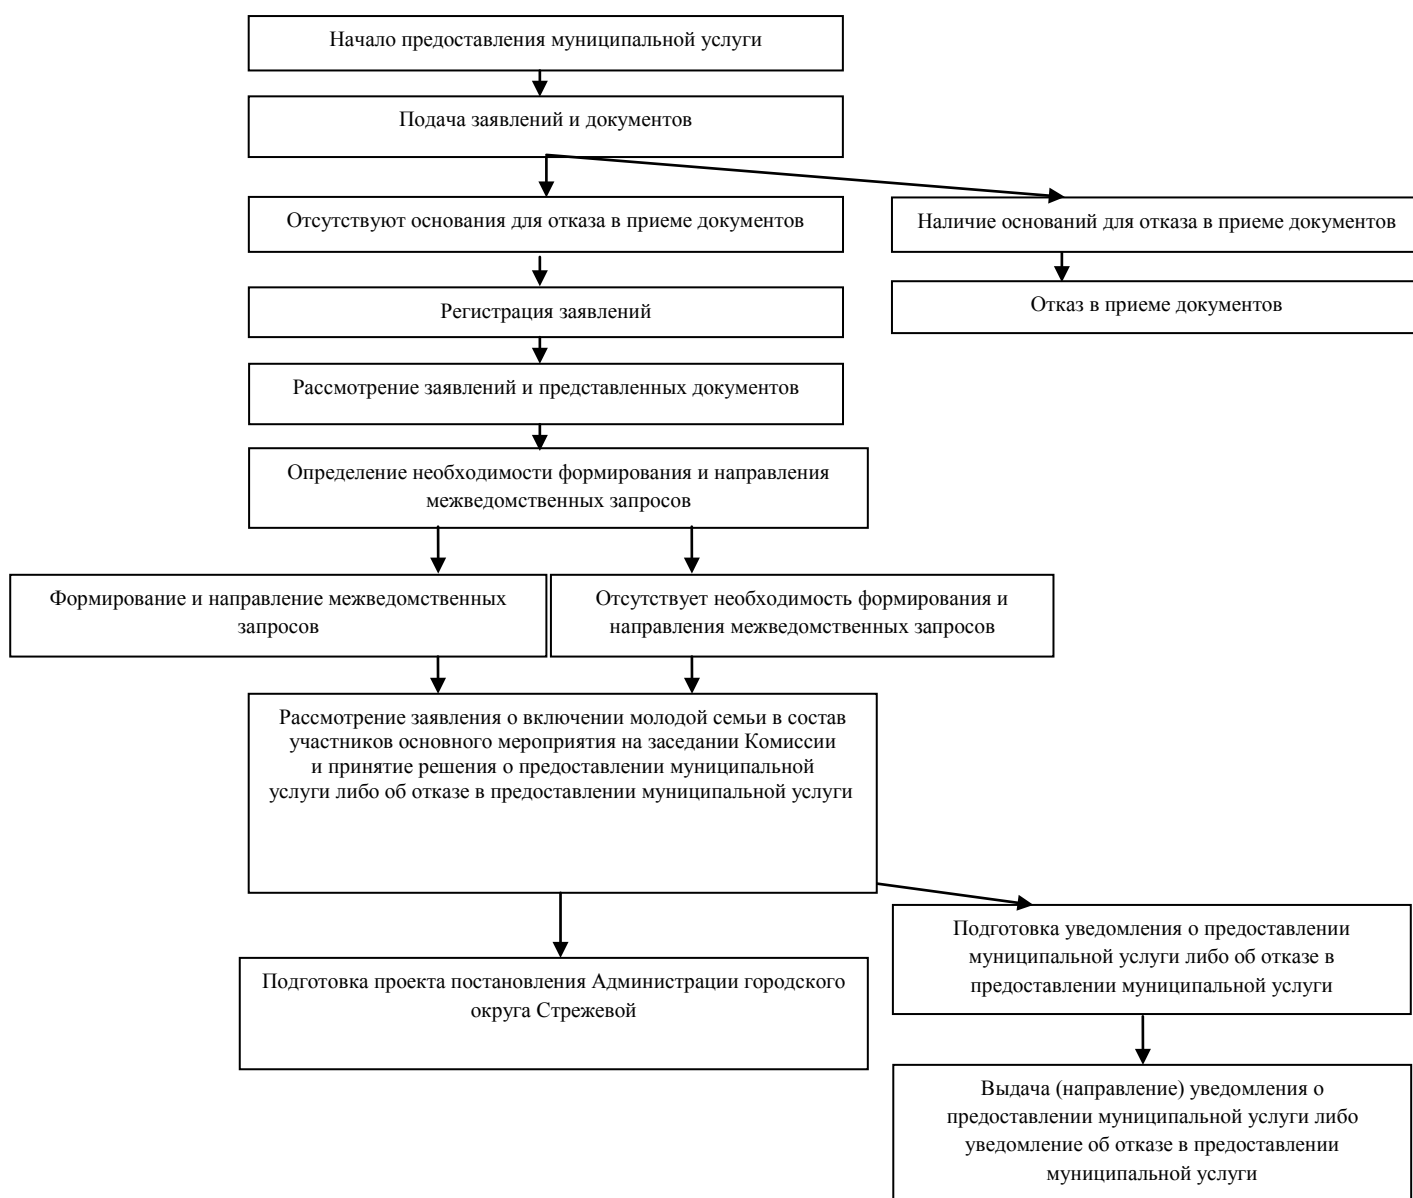 Начало предоставления муниципальной услуги
Подача заявлений и документов
Отсутствуют основания для отказа в приеме документов
Наличие оснований для отказа в приеме документов
Регистрация заявлений
Отказ в приеме документов
Рассмотрение заявлений и представленных документов
Определение необходимости формирования и направления
межведомственных запросов
Формирование и направление межведомственных
запросов
Отсутствует необходимость формирования и
направления межведомственных запросов
Рассмотрение заявления о включении молодой семьи в состав
участников основного мероприятия на заседании Комиссии
и принятие решения о предоставлении муниципальной
услуги либо об отказе в предоставлении муниципальной услуги
Подготовка уведомления о предоставлении
муниципальной услуги либо об отказе в
предоставлении муниципальной услуги
Подготовка проекта постановления Администрации городского
округа Стрежевой
Выдача (направление) уведомления о
предоставлении муниципальной услуги либо
уведомление об отказе в предоставлении
муниципальной услуги